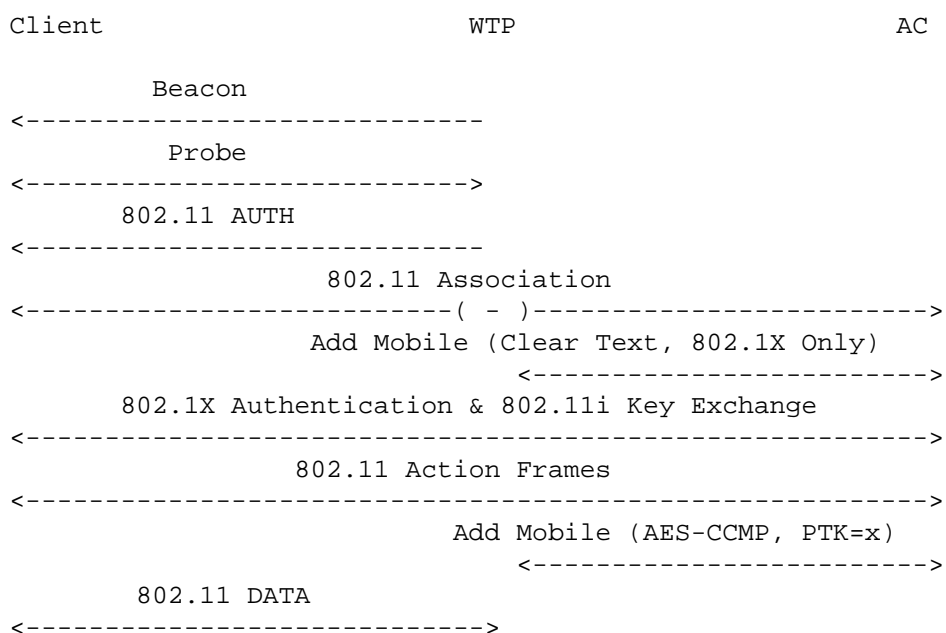 Client WTP AC
Beacon
<-----------------------------
Probe
<---------------------------->
802.11 AUTH
<-----------------------------
802.11 Association
<---------------------------( - )------------------------->
Add Mobile (Clear Text, 802.1X Only)
<------------------------->
802.1X Authentication & 802.11i Key Exchange
<--------------------------------------------------------->
802.11 Action Frames
<--------------------------------------------------------->
Add Mobile (AES-CCMP, PTK=x)
<------------------------->
802.11 DATA
<----------------------------->